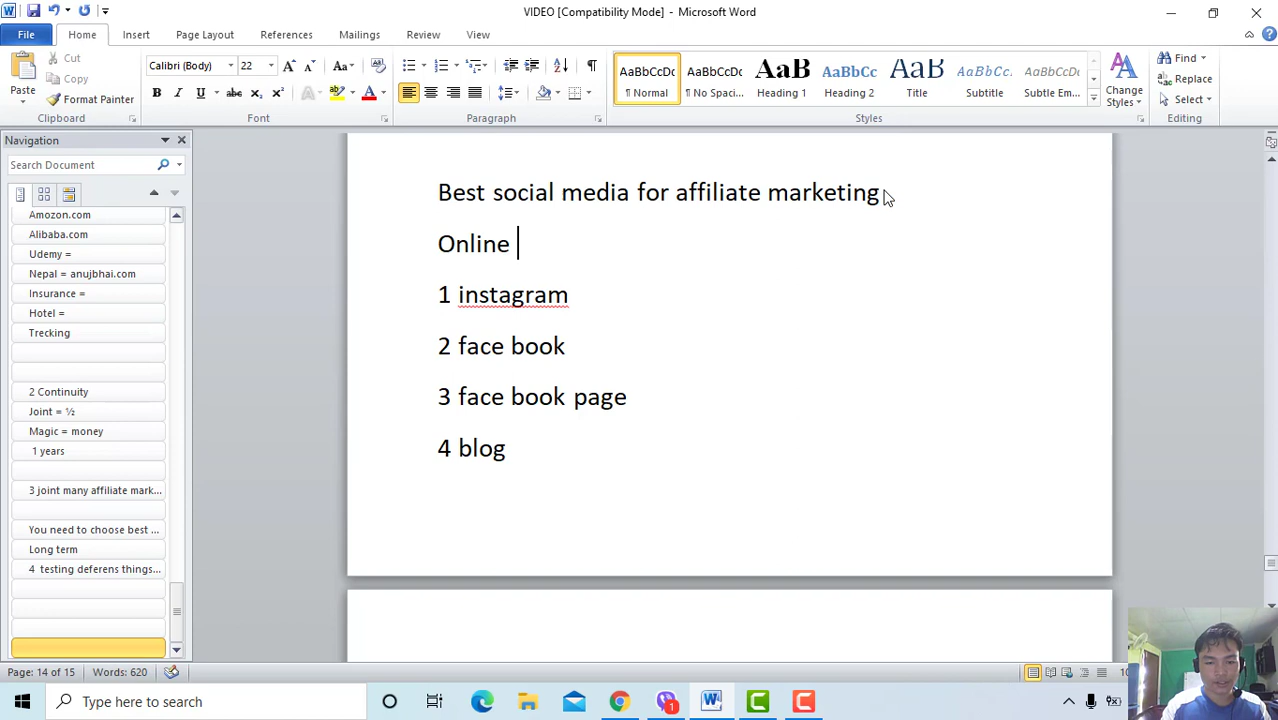 VIDEO [Compatibility Mode] - Microsoft Word
File Home Insert Page Layout References Mailings Review View
Paste Cut Copy Format Painter
Calibri (Body) 22
AaBbCcDc AaBbCcDc AaB AaBbCc AaB AaBbCcD AaBbCcDc
¶ Normal ¶ No Spaci... Heading 1 Heading 2 Title Subtitle Subtle Em...
Change Styles
Find Replace Select
Clipboard Font Paragraph Styles Editing
Navigation
Search Document
Amozon.com
Alibaba.com
Udemy =
Nepal = anujbhai.com
Insurance =
Hotel =
Trecking
2 Continuity
Joint = ½
Magic = money
1 years
3 joint many affiliate mark...
You need to choose best ...
Long term
4 testing deferens things...
Best social media for affiliate marketing
Online
1 instagram
2 face book
3 face book page
4 blog
Page: 14 of 15 Words: 620
Type here to search